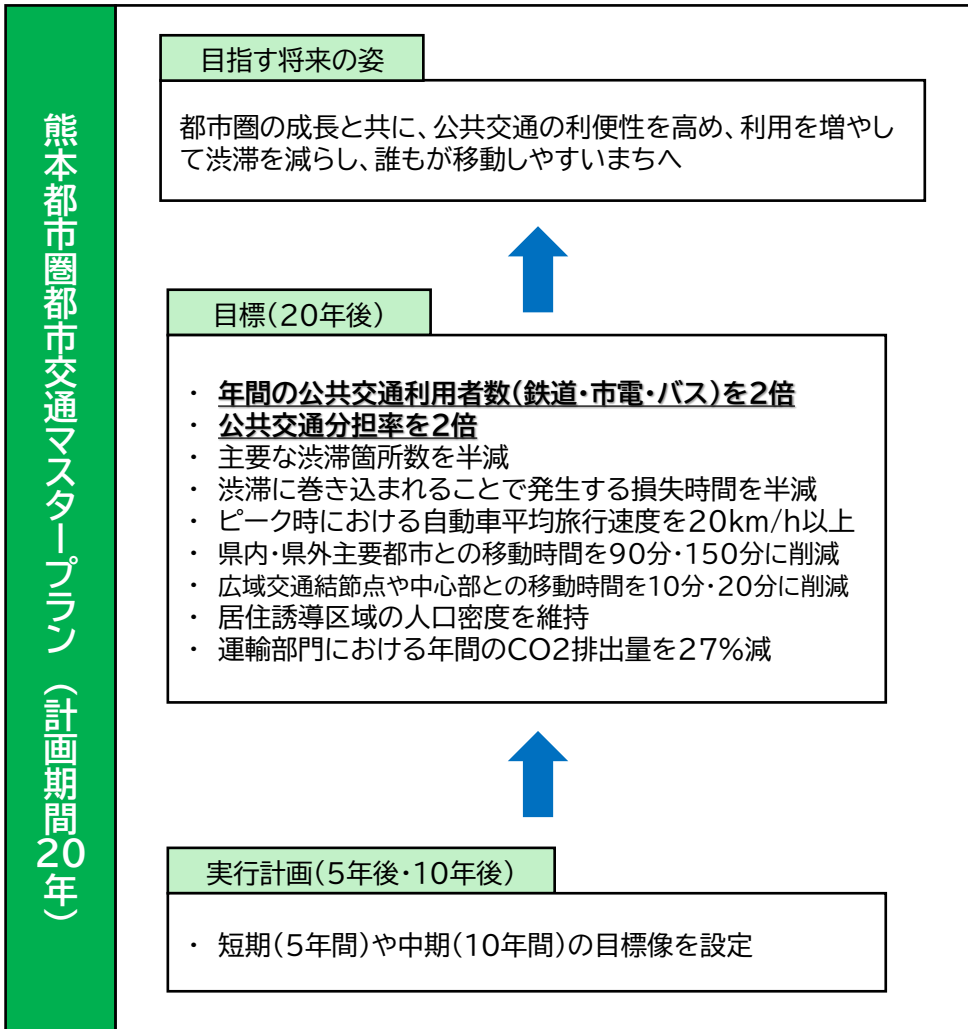 熊本都市圏都市交通マスタープラン（計画期間20年）
目指す将来の姿
都市圏の成長と共に、公共交通の利便性を高め、利用を増やし
て渋滞を減らし、誰もが移動しやすいまちへ
目標（20年後）
・ 年間の公共交通利用者数（鉄道・市電・バス）を2倍
・ 公共交通分担率を2倍
・ 主要な渋滞箇所数を半減
・ 渋滞に巻き込まれることで発生する損失時間を半減
・ ピーク時における自動車平均旅行速度を20km/h以上
・ 県内・県外主要都市との移動時間を90分・150分に削減
・ 広域交通結節点や中心部との移動時間を10分・20分に削減
・ 居住誘導区域の人口密度を維持
・ 運輸部門における年間のCO2排出量を27%減
実行計画（5年後・10年後）
・ 短期（5年間）や中期（10年間）の目標像を設定